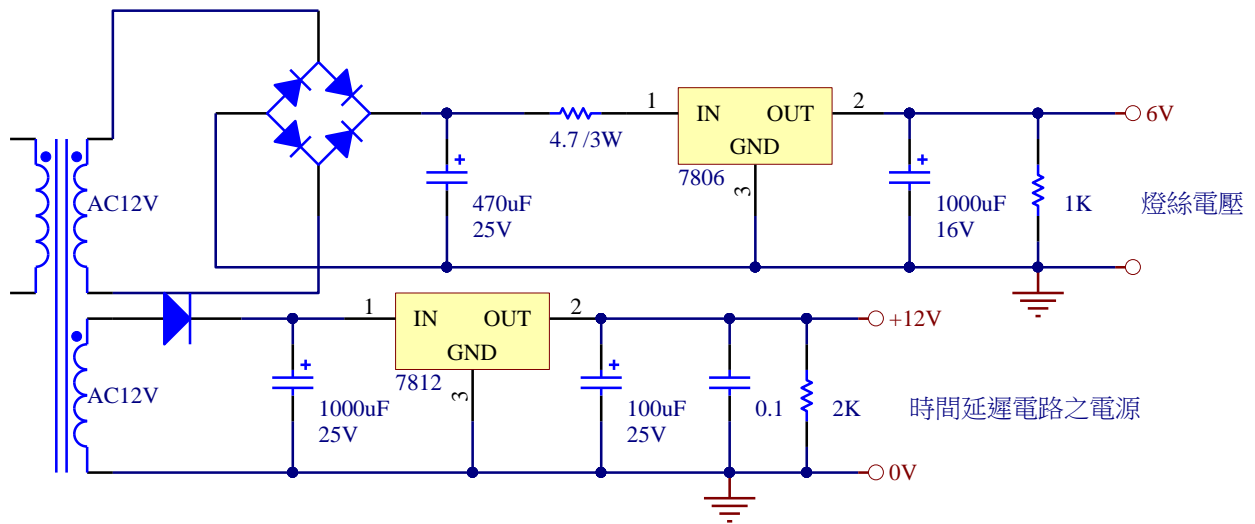 1
IN
OUT
2
6V
4.7 /3W
GND
7806
3
AC12V
470uF
25V
1000uF
16V
1K
燈絲電壓
1
IN
OUT
2
+12V
GND
7812
3
AC12V
1000uF
25V
100uF
25V
0.1
2K
時間延遲電路之電源
0V